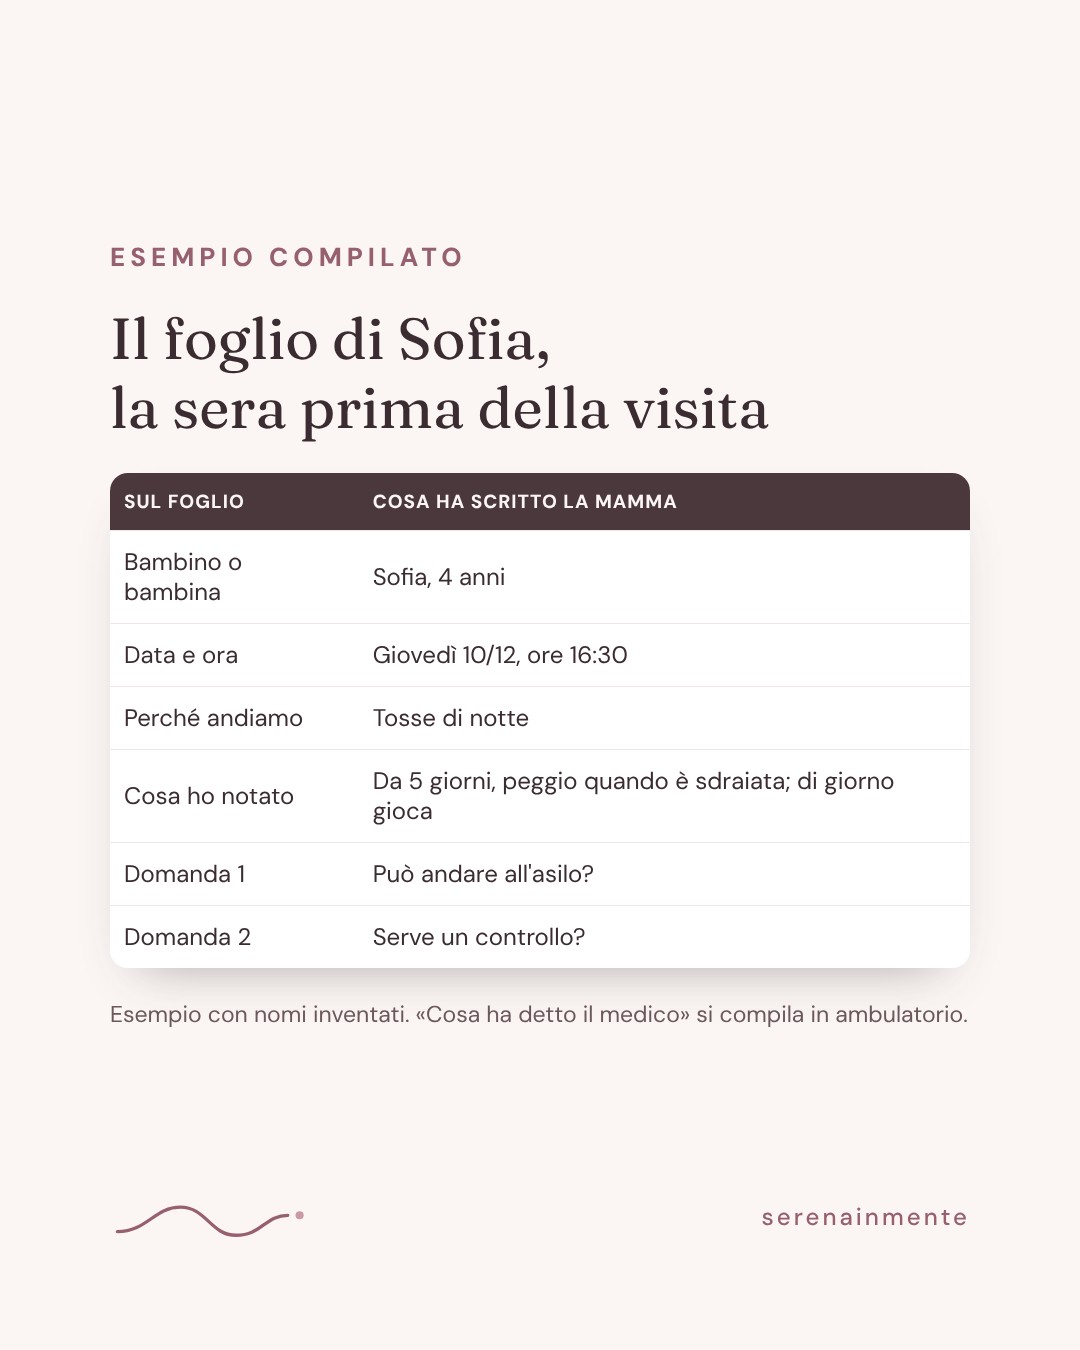 ESEMPIO COMPILATO
Il foglio di Sofia,
la sera prima della visita
SUL FOGLIO COSA HA SCRITTO LA MAMMA
Bambino o
bambina
Sofia, 4 anni
Data e ora Giovedì 10/12, ore 16:30
Perché andiamo Tosse di notte
Cosa ho notato
Da 5 giorni, peggio quando è sdraiata; di giorno
gioca
Domanda 1 Può andare all'asilo?
Domanda 2 Serve un controllo?
Esempio con nomi inventati. «Cosa ha detto il medico» si compila in ambulatorio.
serenainmente